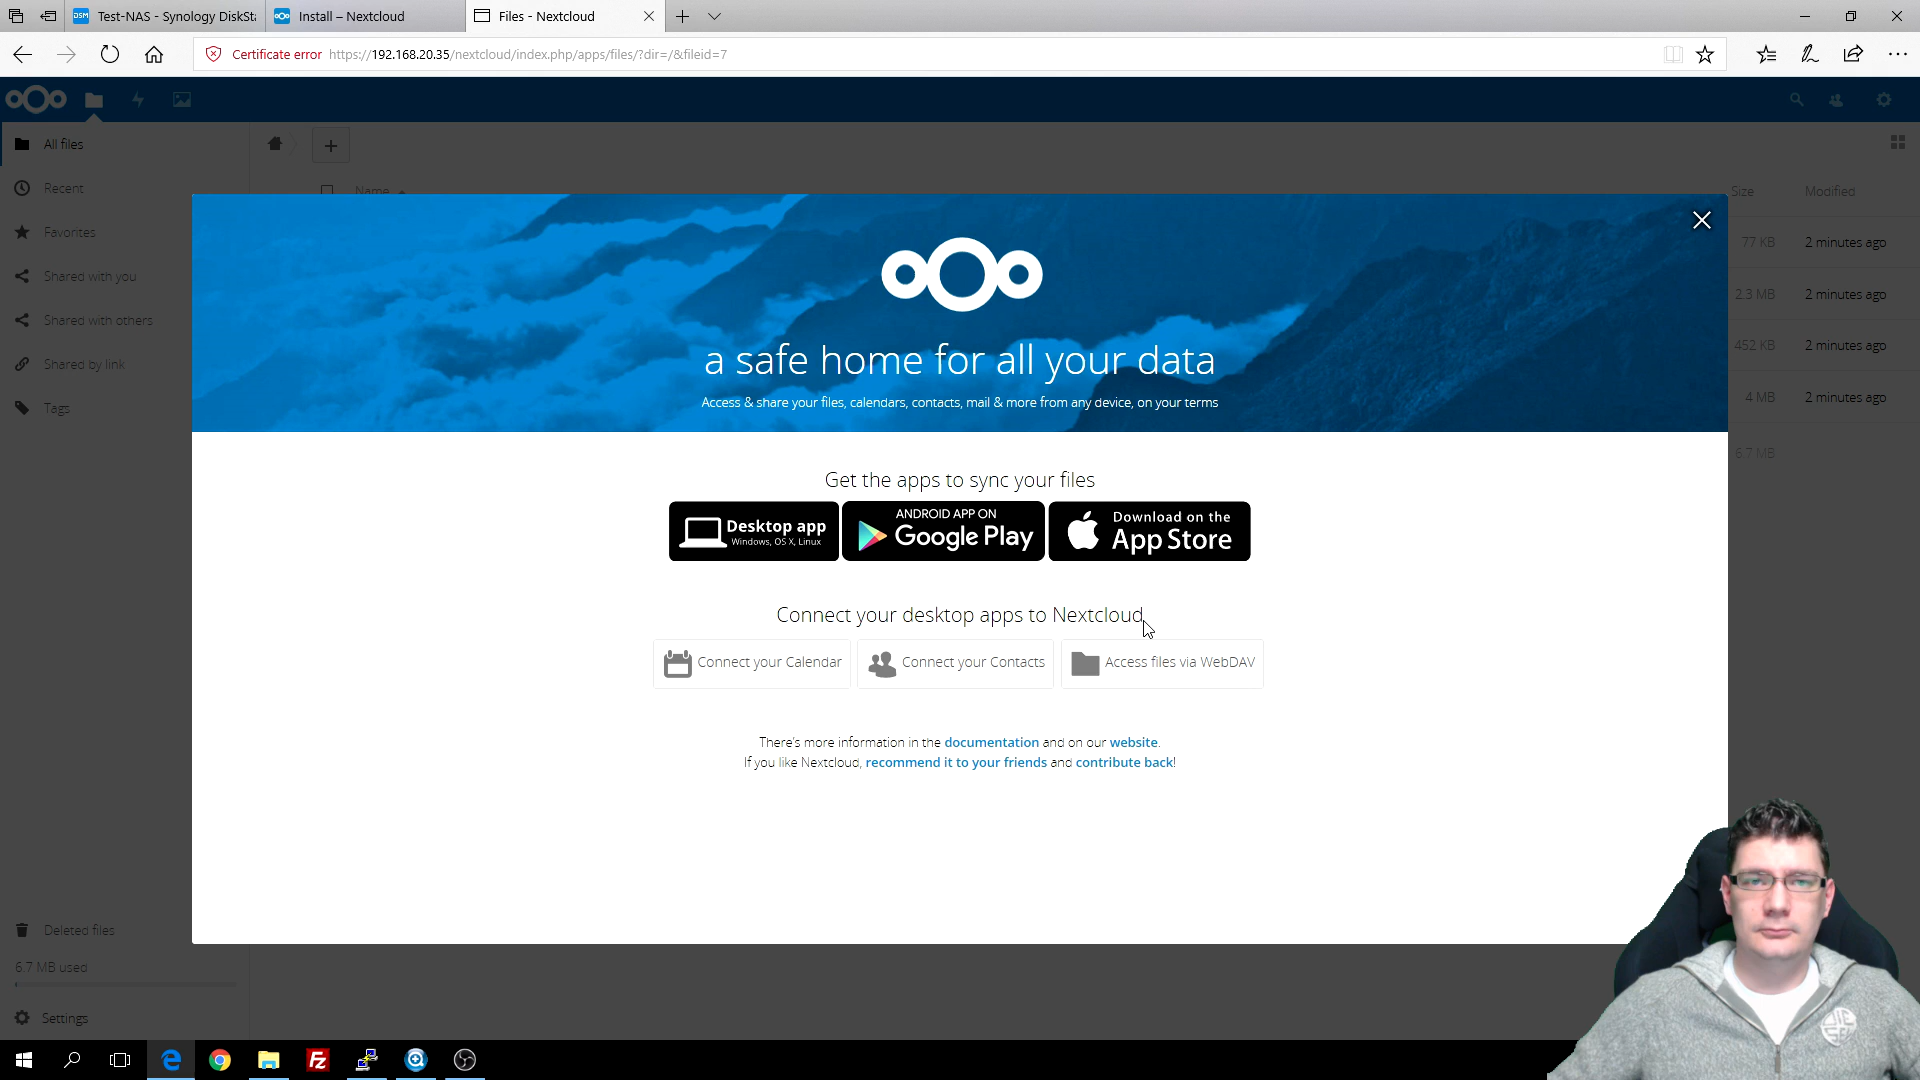 Test-NAS - Synology DiskSt
Install – Nextcloud
Files - Nextcloud
Certificate error
https://192.168.20.35/nextcloud/index.php/apps/files/?dir=/&fileid=7
All files
Recent
Favorites
Shared with you
Shared with others
Shared by link
Tags
Deleted files
6.7 MB used
Settings
+
Name
Size
Modified
77 KB
2 minutes ago
2.3 MB
2 minutes ago
452 KB
2 minutes ago
4 MB
2 minutes ago
6.7 MB
a safe home for all your data
Access & share your files, calendars, contacts, mail & more from any device, on your terms
Get the apps to sync your files
Desktop app
Windows, OS X, Linux
ANDROID APP ON
Google Play
Download on the
App Store
Connect your desktop apps to Nextcloud
Connect your Calendar
Connect your Contacts
Access files via WebDAV
There's more information in the documentation and on our website.
If you like Nextcloud, recommend it to your friends and contribute back!